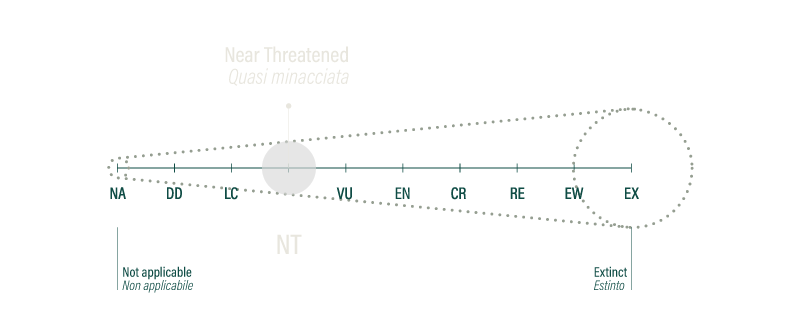 Near Threatened
Quasi minacciata
NA DD LC VU EN CR RE EW EX
NT
Not applicable
Non applicabile
Extinct
Estinto